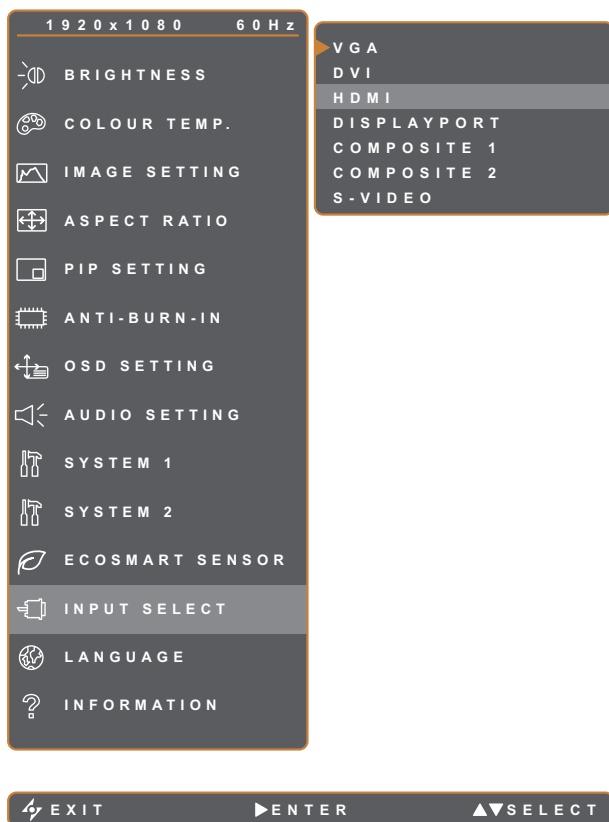 1920x1080 60Hz
BRIGHTNESS
COLOUR TEMP.
IMAGE SETTING
ASPECT RATIO
PIP SETTING
ANTI-BURN-IN
OSD SETTING
AUDIO SETTING
SYSTEM 1
SYSTEM 2
ECOSMART SENSOR
INPUT SELECT
LANGUAGE
INFORMATION
VGA
DVI
HDMI
DISPLAYPORT
COMPOSITE 1
COMPOSITE 2
S-VIDEO
EXIT ENTER SELECT